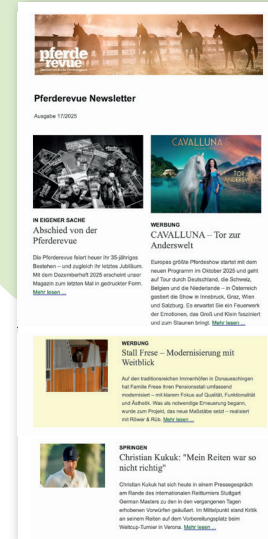 pferde
revue
Pferderevue Newsletter
Ausgabe 17/2025
IN EIGENER SACHE
Abschied von der
Pferderevue
Die Pferderevue feiert heuer ihr 35-jähriges
Bestehen – und zugleich ihr letztes Jubiläum.
Mit dem Dezemberheft 2025 erscheint unser
Magazin zum letzten Mal in gedruckter Form.
Mehr lesen ...
CAVALLUNA
TOR ZUR
ANDERSWELT
WERBUNG
CAVALLUNA – Tor zur
Anderswelt
Europas größte Pferdeshow startet mit dem
neuen Programm im Oktober 2025 und geht
auf Tour durch Deutschland, die Schweiz,
Belgien und die Niederlande – in Österreich
gastiert die Show in Innsbruck, Graz, Wien
und Salzburg. Es erwartet Sie ein Feuerwerk
der Emotionen, das Groß und Klein fasziniert
und zum Staunen bringt. Mehr lesen ...
WERBUNG
Stall Frese – Modernisierung mit
Weitblick
Auf den traditionsreichen Immenhöfen in Donaueschingen
hat Familie Frese ihren Pensionsstall umfassend
modernisiert – mit klarem Fokus auf Qualität, Funktionalität
und Ästhetik. Was als notwendige Erneuerung begann,
wurde zum Projekt, das neue Maßstäbe setzt – realisiert
mit Röwer & Rüb. Mehr lesen ...
SPRINGEN
Christian Kukuk: "Mein Reiten war so
nicht richtig"
Christian Kukuk hat sich heute in einem Pressegespräch
am Rande des internationalen Reitturniers Stuttgart
German Masters zu den in den vergangenen Tagen
erhobenen Vorwürfen geäußert. Im Mittelpunkt stand Kritik
an seinem Reiten auf dem Vorbereitungsplatz beim
Weltcup-Turnier in Verona. Mehr lesen ...